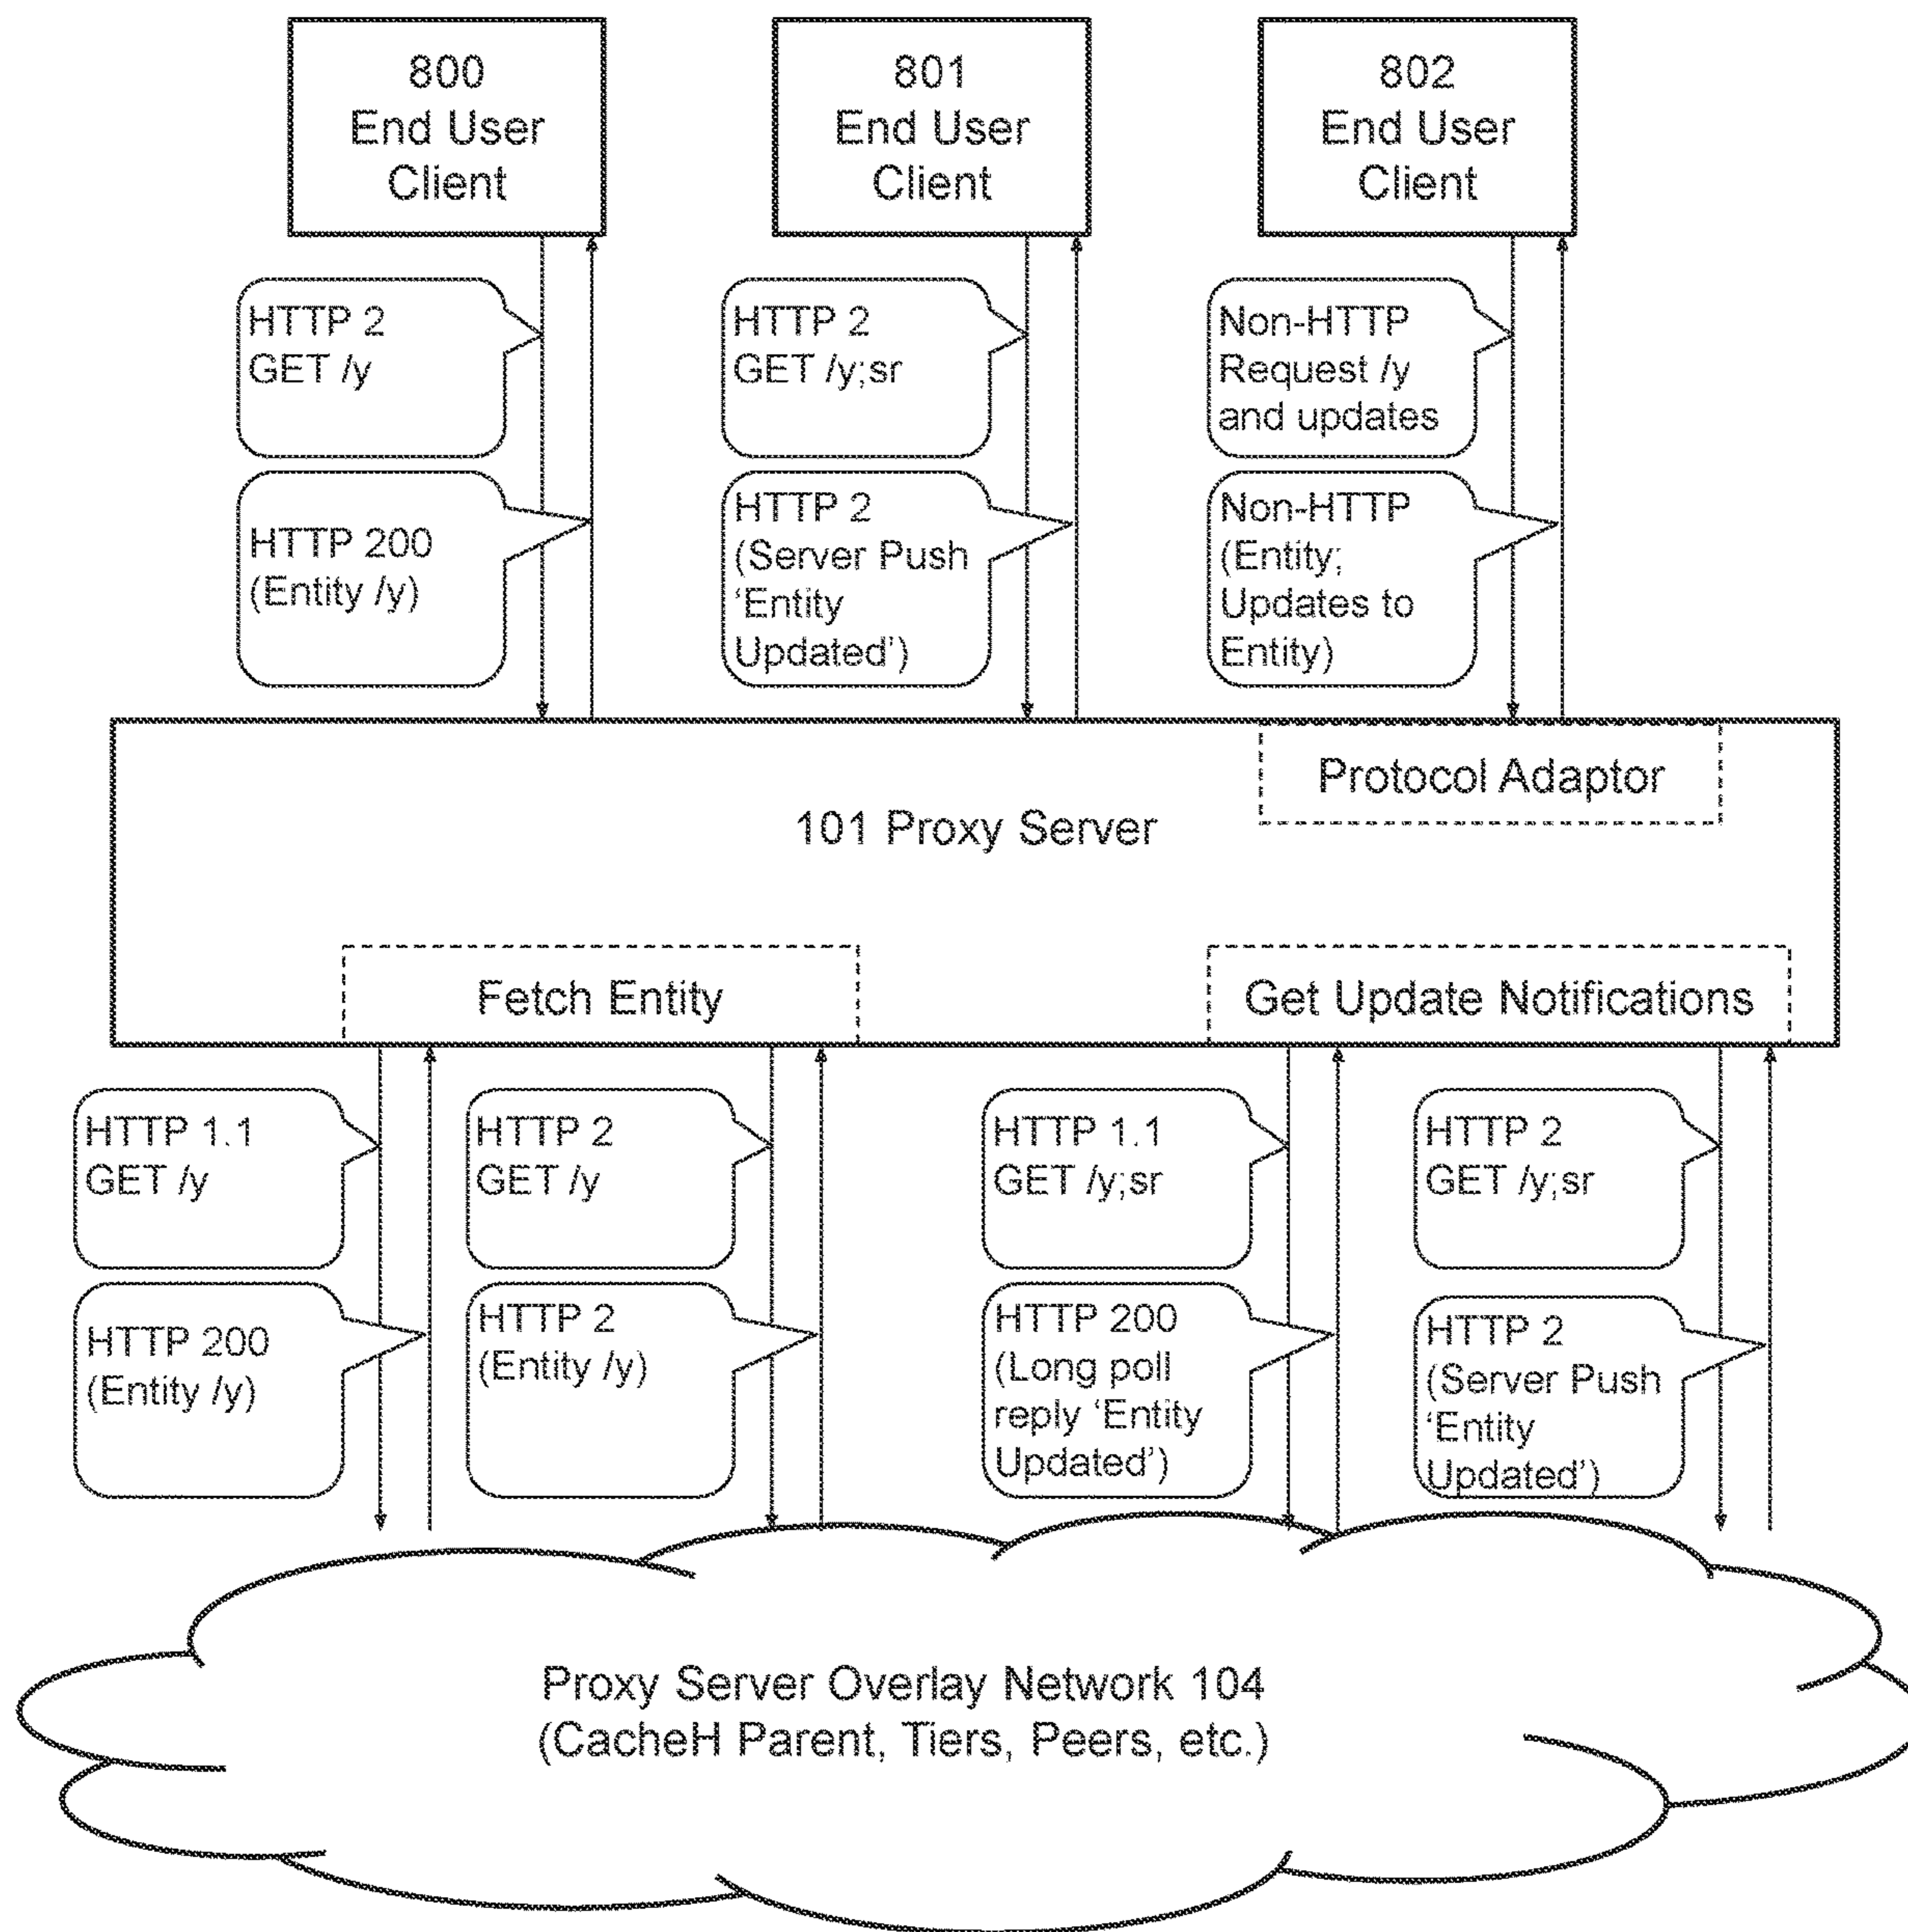 800
End User
Client
801
End User
Client
802
End User
Client
HTTP 2
GET /y
HTTP 2
GET /y;sr
Non-HTTP
Request /y
and updates
HTTP 200
(Entity /y)
HTTP 2
(Server Push
‘Entity
Updated’)
Non-HTTP
(Entity;
Updates to
Entity)
Protocol Adaptor
101 Proxy Server
Fetch Entity
Get Update Notifications
HTTP 1.1
GET /y
HTTP 2
GET /y
HTTP 1.1
GET /y;sr
HTTP 2
GET /y;sr
HTTP 200
(Entity /y)
HTTP 2
(Entity /y)
HTTP 200
(Long poll
reply ‘Entity
Updated’)
HTTP 2
(Server Push
‘Entity
Updated’)
Proxy Server Overlay Network 104
(CacheH Parent, Tiers, Peers, etc.)